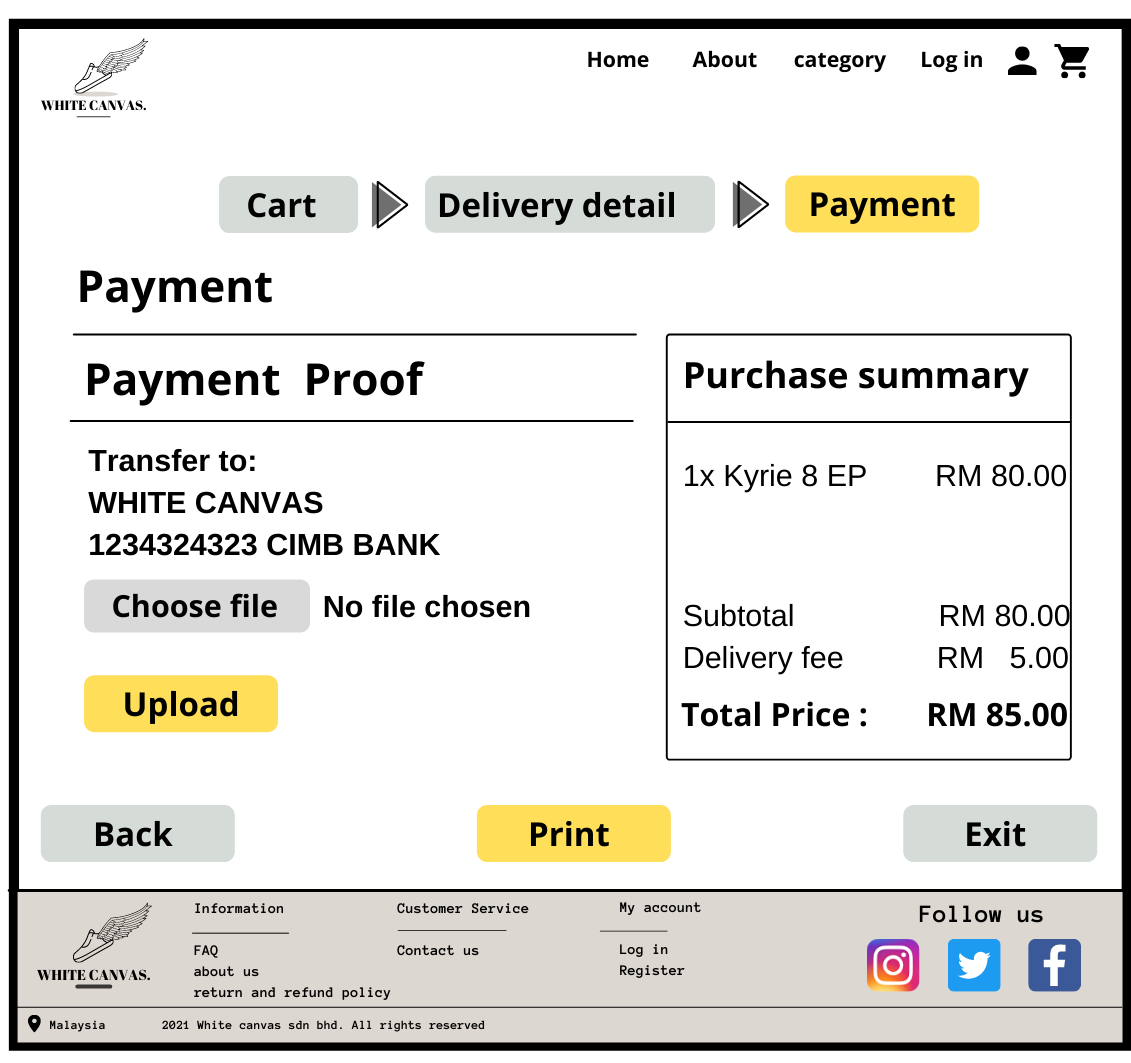 WHITE CANVAS.
Home About category Log in
Cart Delivery detail Payment
Payment
Payment Proof
Transfer to:
WHITE CANVAS
1234324323 CIMB BANK
Choose file No file chosen
Upload
Purchase summary
1x Kyrie 8 EP RM 80.00
Subtotal RM 80.00
Delivery fee RM 5.00
Total Price : RM 85.00
Back Print Exit
WHITE CANVAS.
Information
FAQ
about us
return and refund policy
Customer Service
Contact us
My account
Log in
Register
Follow us
Malaysia 2021 White canvas sdn bhd. All rights reserved